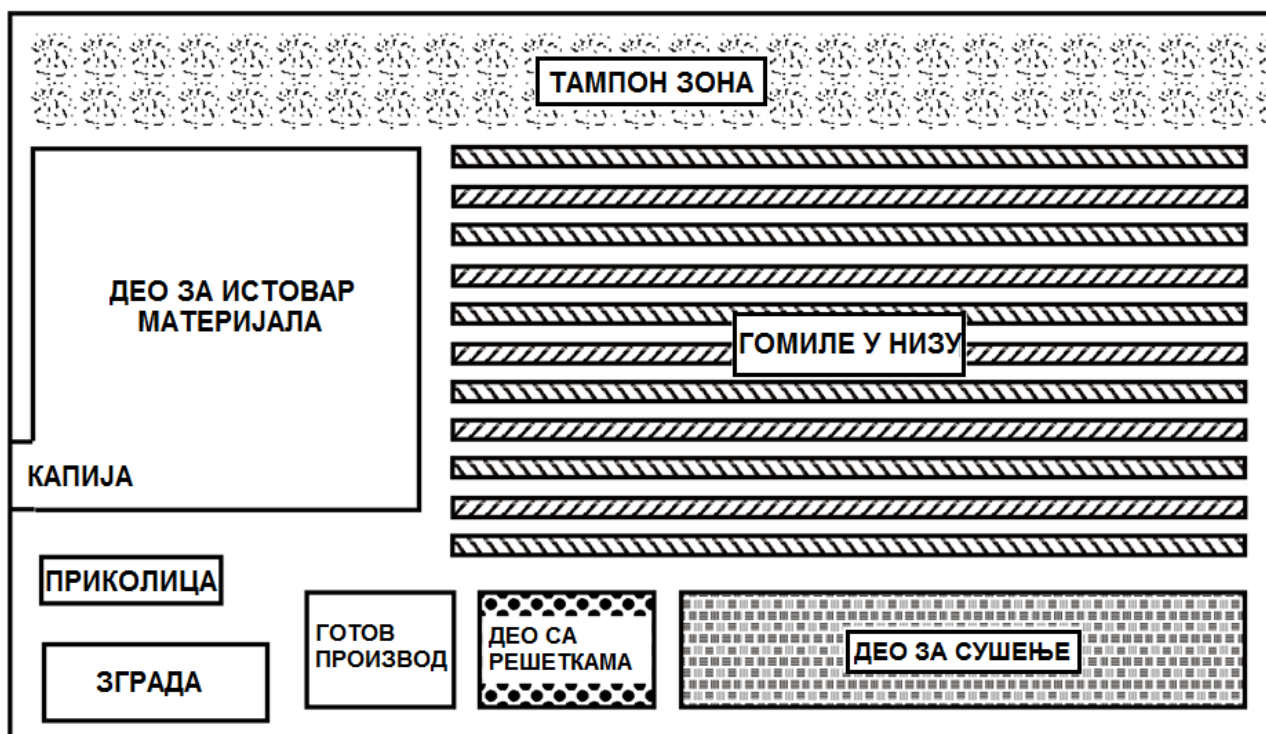 ТАМПОН ЗОНА
ДЕО ЗА ИСТОВАР
МАТЕРИЈАЛА
ГОМИЛЕ У НИЗУ
КАПИЈА
ПРИКОЛИЦА
ЗГРАДА
ГОТОВ
ПРОИЗВОД
ДЕО СА
РЕШЕТКАМА
ДЕО ЗА СУШЕЊЕ